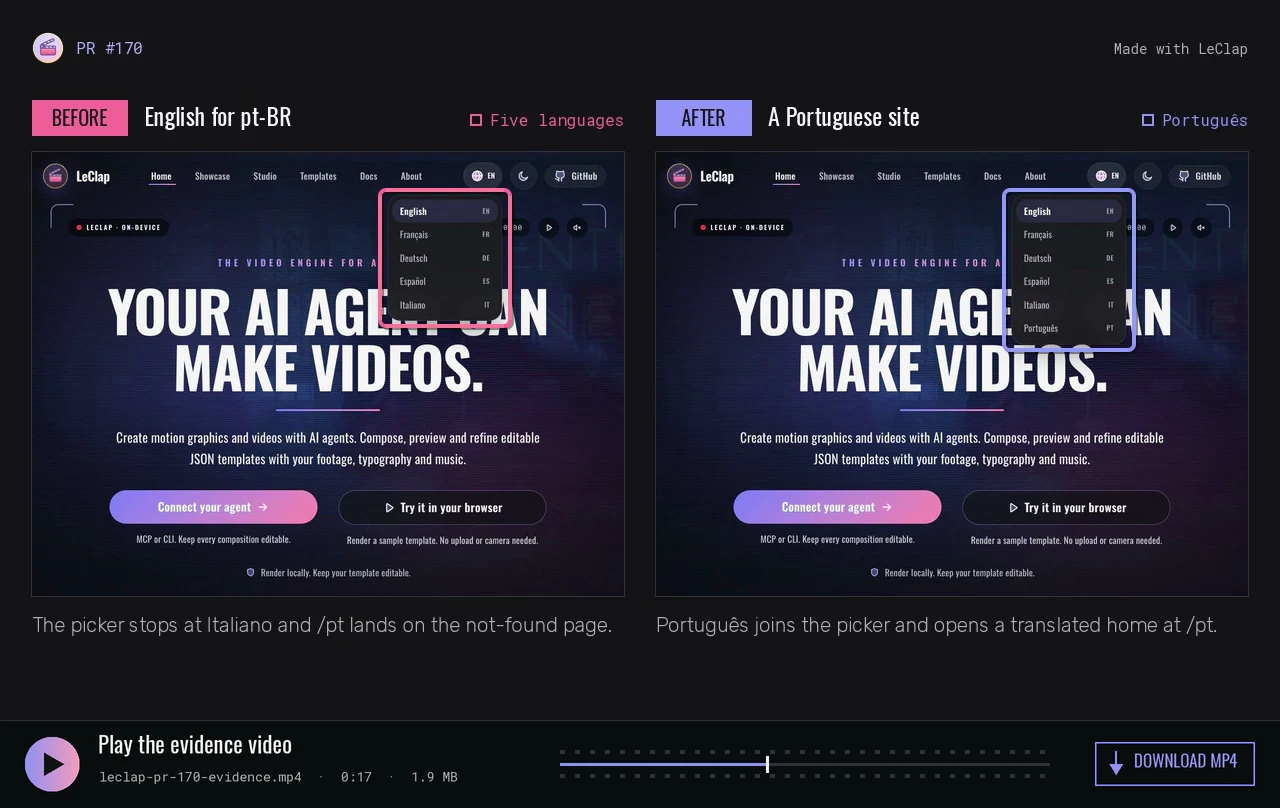 PR #170
Made with LeClap
BEFORE
English for pt-BR
Five languages
LeClap
Home
Showcase
Studio
Templates
Docs
About
EN
GitHub
LECLAP · ON-DEVICE
English EN
Français FR
Deutsch DE
Español ES
Italiano IT
THE VIDEO ENGINE FOR A
YOUR AI AGENT CAN
MAKE VIDEOS.
Create motion graphics and videos with AI agents. Compose, preview and refine editable
JSON templates with your footage, typography and music.
Connect your agent →
Try it in your browser
MCP or CLI. Keep every composition editable.
Render a sample template. No upload or camera needed.
Render locally. Keep your template editable.
The picker stops at Italiano and /pt lands on the not-found page.
AFTER
A Portuguese site
Português
LeClap
Home
Showcase
Studio
Templates
Docs
About
EN
GitHub
LECLAP · ON-DEVICE
English EN
Français FR
Deutsch DE
Español ES
Italiano IT
Português PT
THE VIDEO ENGINE FOR A
YOUR AI AGE AN
MAKE VIDEOS.
Create motion graphics and videos with AI agents. Compose, preview and refine editable
JSON templates with your footage, typography and music.
Connect your agent →
Try it in your browser
MCP or CLI. Keep every composition editable.
Render a sample template. No upload or camera needed.
Render locally. Keep your template editable.
Português joins the picker and opens a translated home at /pt.
Play the evidence video
leclap-pr-170-evidence.mp4 · 0:17 · 1.9 MB
DOWNLOAD MP4